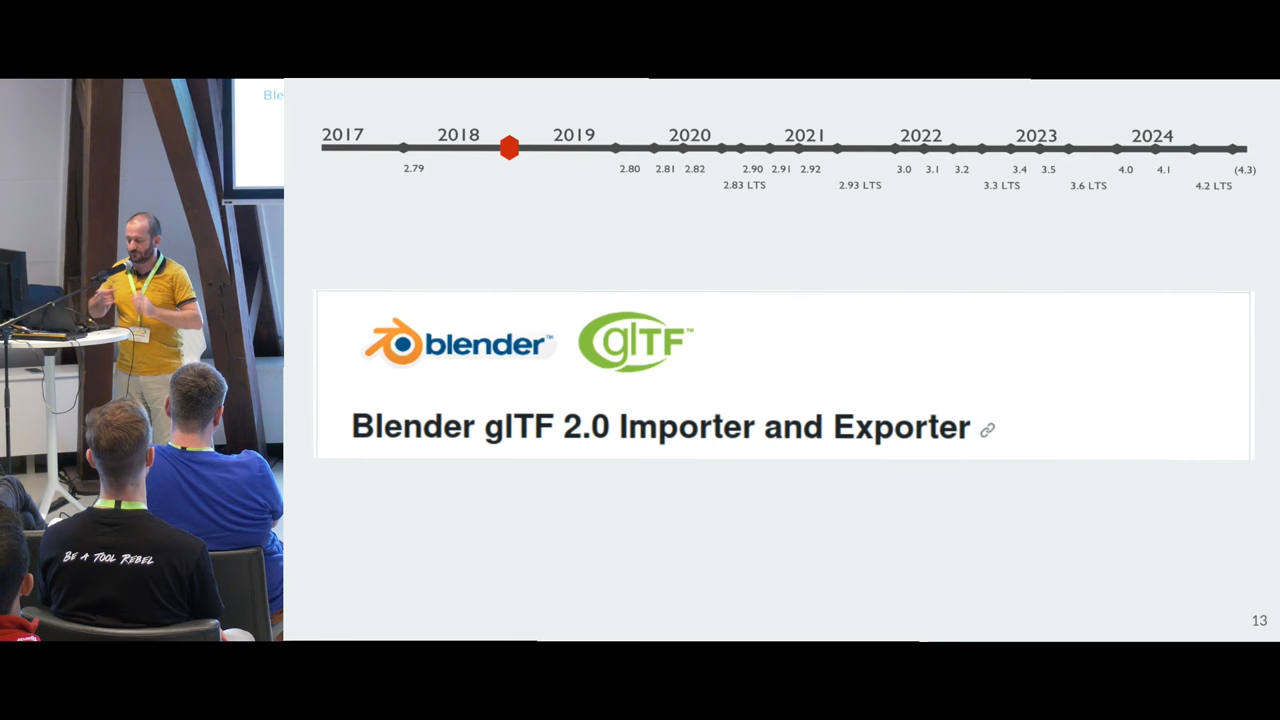 Ble
2017 2018 2019 2020 2021 2022 2023 2024
2.79 2.80 2.81 2.82 2.90 2.91 2.92 3.0 3.1 3.2 3.4 3.5 4.0 4.1 (4.3)
2.83 LTS 2.93 LTS 3.3 LTS 3.6 LTS 4.2 LTS
blender™ glTF™
Blender glTF 2.0 Importer and Exporter
BE A TOOL REBEL
13